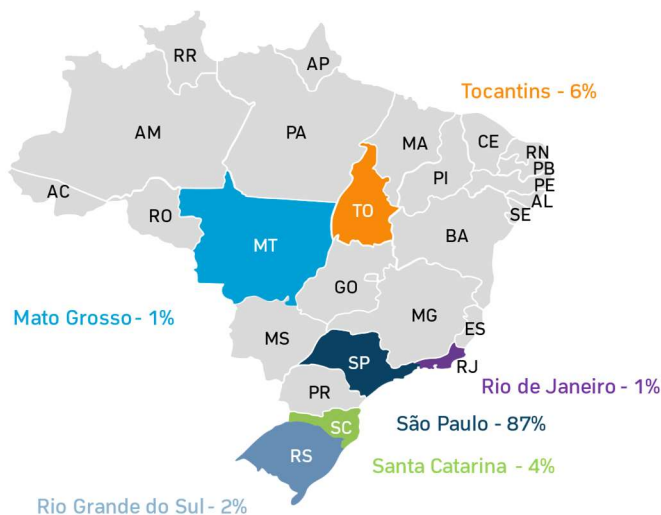 RR
AP
Tocantins - 6%
AM
PA
MA
CE
RN
PB
PE
AL
SE
PI
AC
RO
TO
BA
MT
GO
Mato Grosso - 1%
MG
ES
MS
SP
RJ
Rio de Janeiro - 1%
PR
São Paulo - 87%
SC
RS
Santa Catarina - 4%
Rio Grande do Sul - 2%